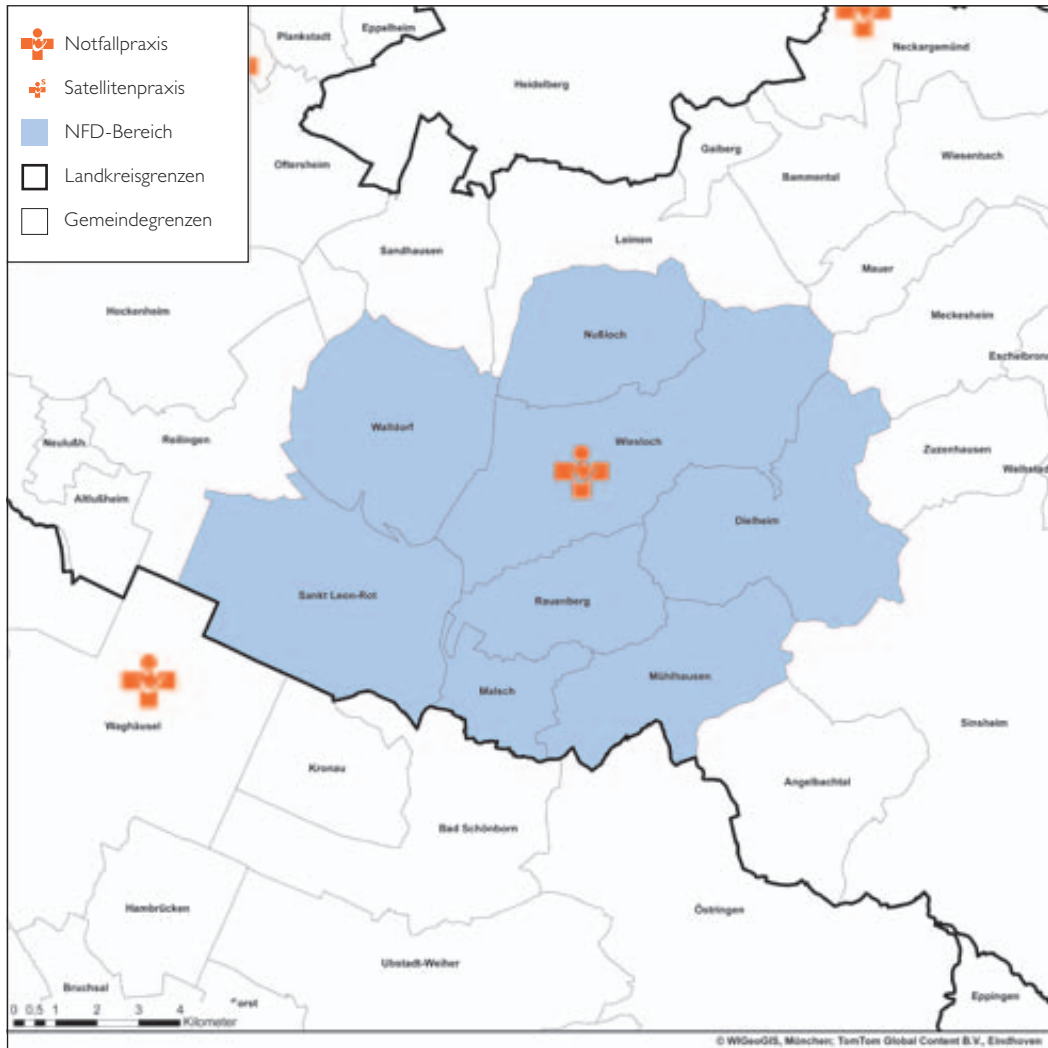 Notfallpraxis
Satellitenpraxis
NFD-Bereich
Landkreisgrenzen
Gemeindegrenzen
Plankstadt
Eppelheim
Neckargemünd
Heidelberg
Oftersheim
Gaiberg
Wiesenbach
Bammental
Sandhausen
Leimen
Mauer
Hockenheim
Meckesheim
Nußloch
Eschelbronn
Walldorf
Wiesloch
Neulußh
Reilingen
Zuzenhausen
Altlußheim
Dielheim
Sankt Leon-Rot
Rauenberg
Mühlhausen
Malsch
Waghäusel
Sinsheim
Kronau
Angelbachtal
Bad Schönborn
Hambrücken
Östringen
Ubstadt-Weiher
Bruchsal
Eppingen
0 0,5 1 2 3 4
Kilometer
© WIGeoGIS, München; TomTom Global Content B.V., Eindhoven